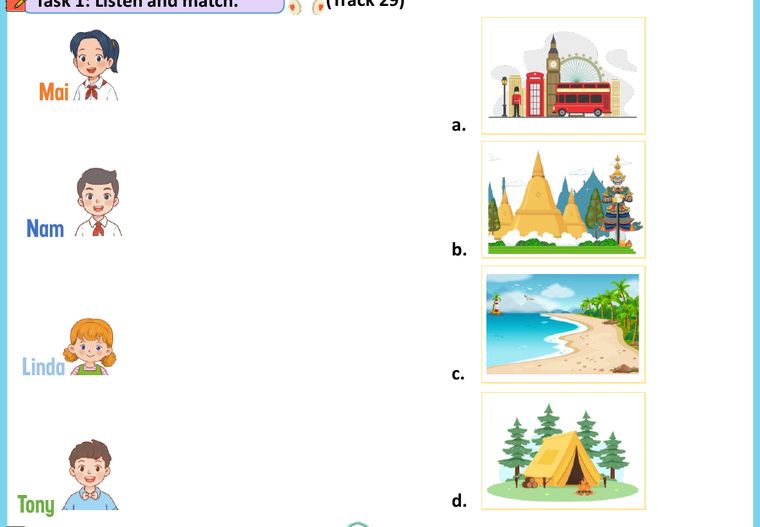 Task 1: Listen and match.
(Track 29)
Mai
a.
Nam
b.
Linda
c.
Tony
d.